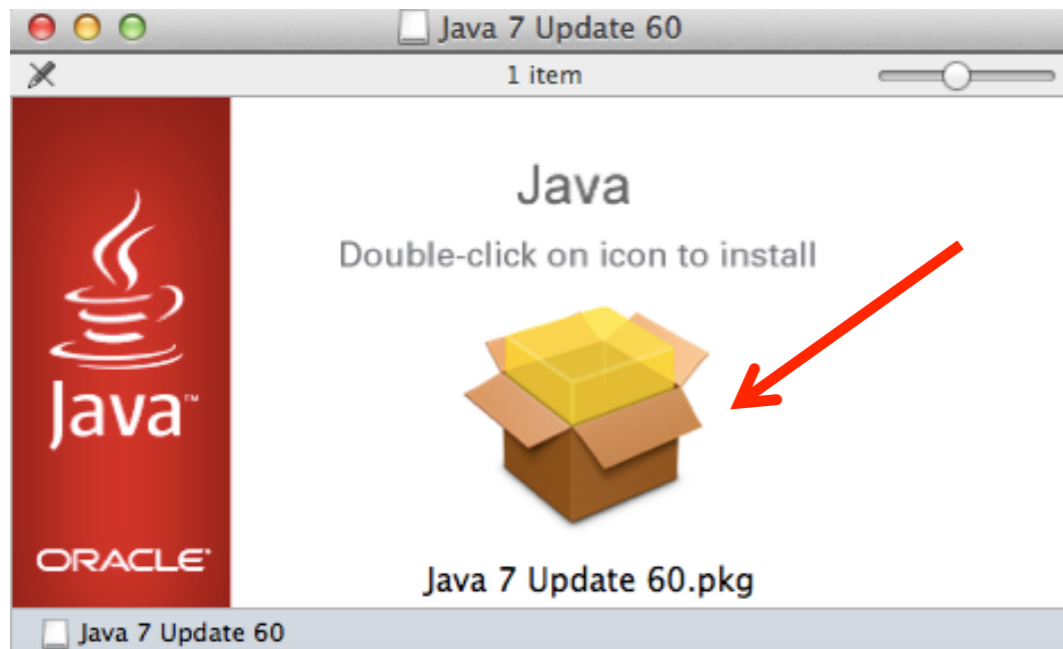 Java 7 Update 60
1 item
Java
Double-click on icon to install
Java™
ORACLE®
Java 7 Update 60.pkg
Java 7 Update 60